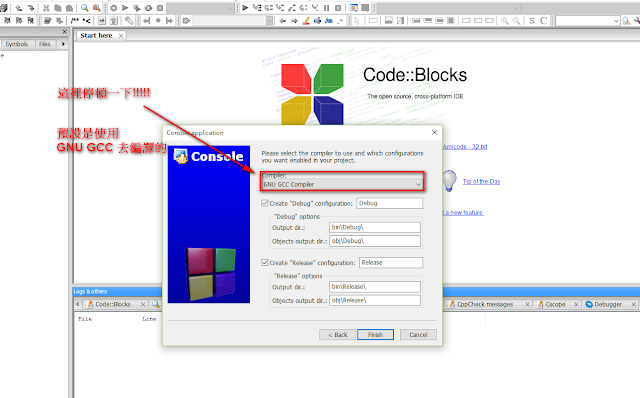 Symbols
Files
Start here
Code::Blocks
The open source, cross-platform IDE
這裡停頓一下!!!!!
預設是使用
GNU GCC 去編譯的
/unicode - 32 bit
Tip of the Day
t a new feature.
Console application
Console
Please select the compiler to use and which configurations
you want enabled in your project.
Compiler:
GNU GCC Compiler
Create "Debug" configuration: Debug
"Debug" options
Output dir.: bin\Debug\
Objects output dir.: obj\Debug\
Create "Release" configuration: Release
"Release" options
Output dir.: bin\Release\
Objects output dir.: obj\Release\
< Back Finish Cancel
Logs & others
Code::Blocks
CppCheck messages
Cscope
Debugger
File Line